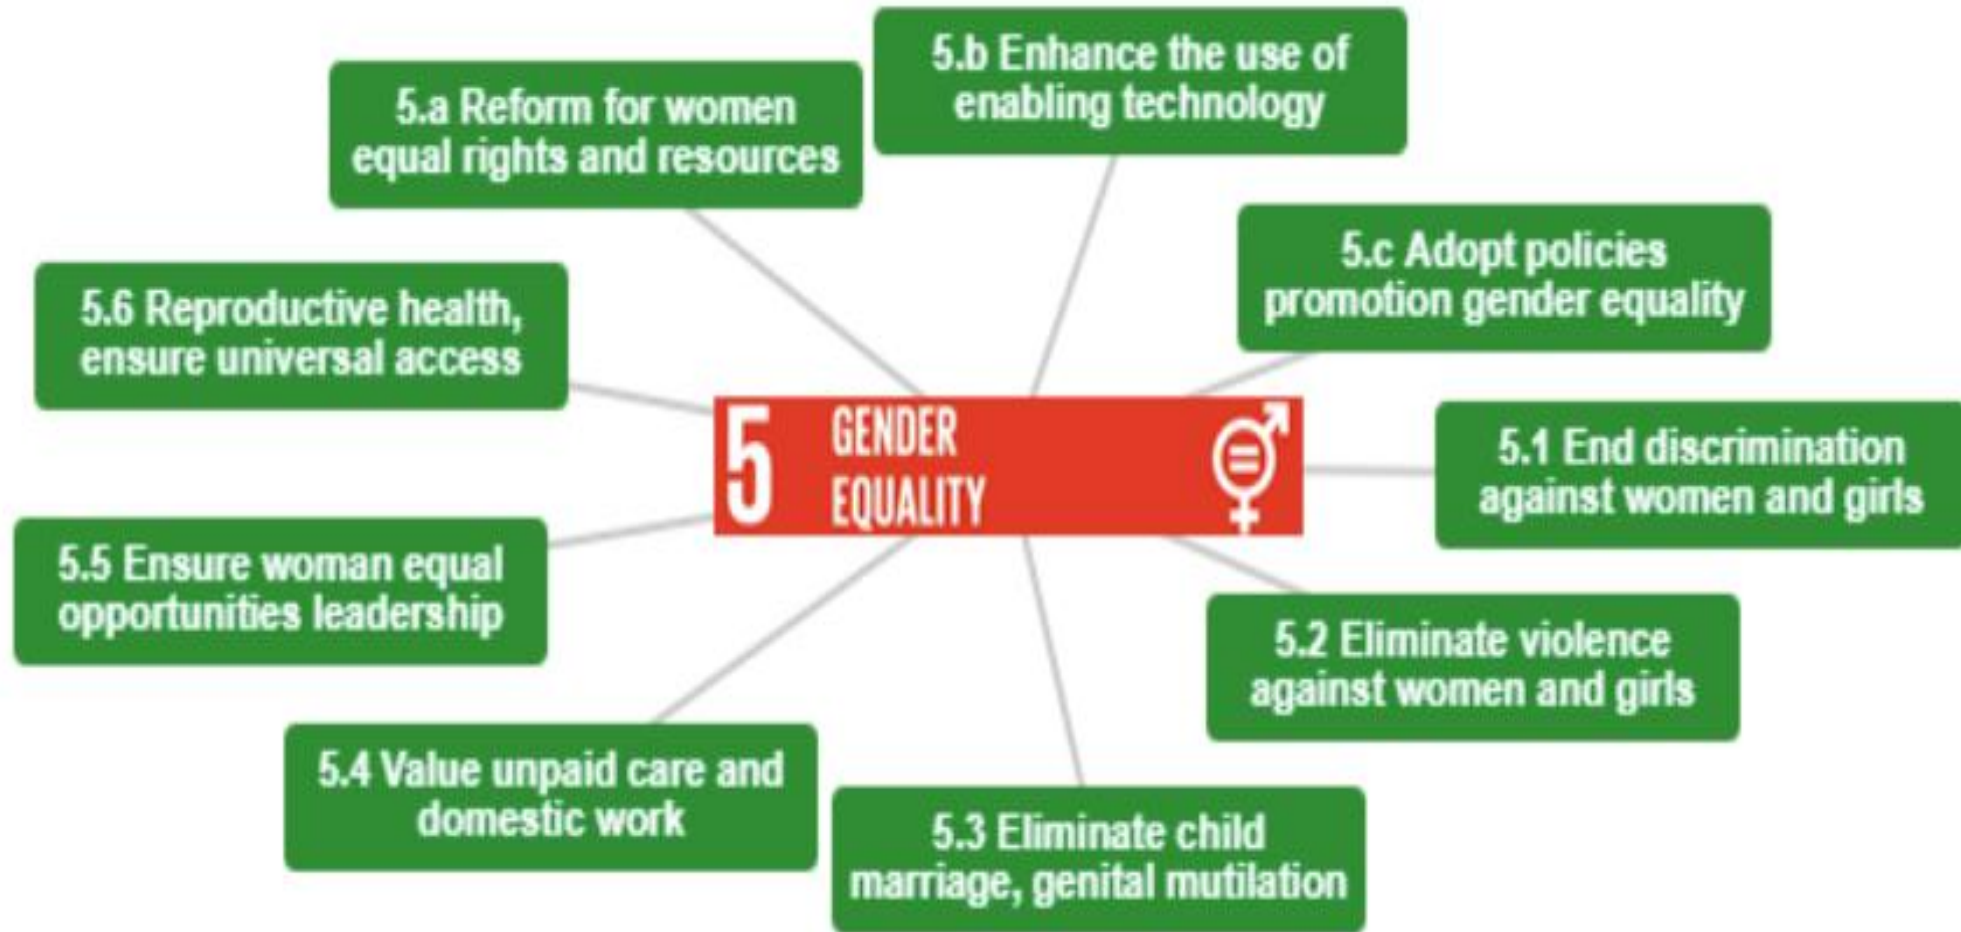 5.b Enhance the use of
enabling technology
5.a Reform for women
equal rights and resources
5.c Adopt policies
promotion gender equality
5.6 Reproductive health,
ensure universal access
5 GENDER
EQUALITY
5.1 End discrimination
against women and girls
5.5 Ensure woman equal
opportunities leadership
5.2 Eliminate violence
against women and girls
5.4 Value unpaid care and
domestic work
5.3 Eliminate child
marriage, genital mutilation